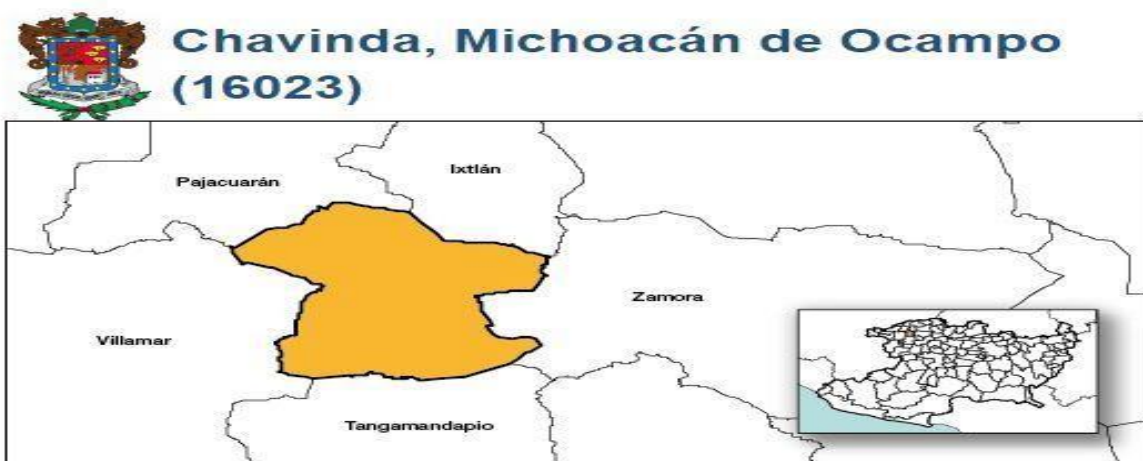 Chavinda, Michoacán de Ocampo
(16023)
Pajacuarán
Ixtlán
Zamora
Villamar
Tangamandapio